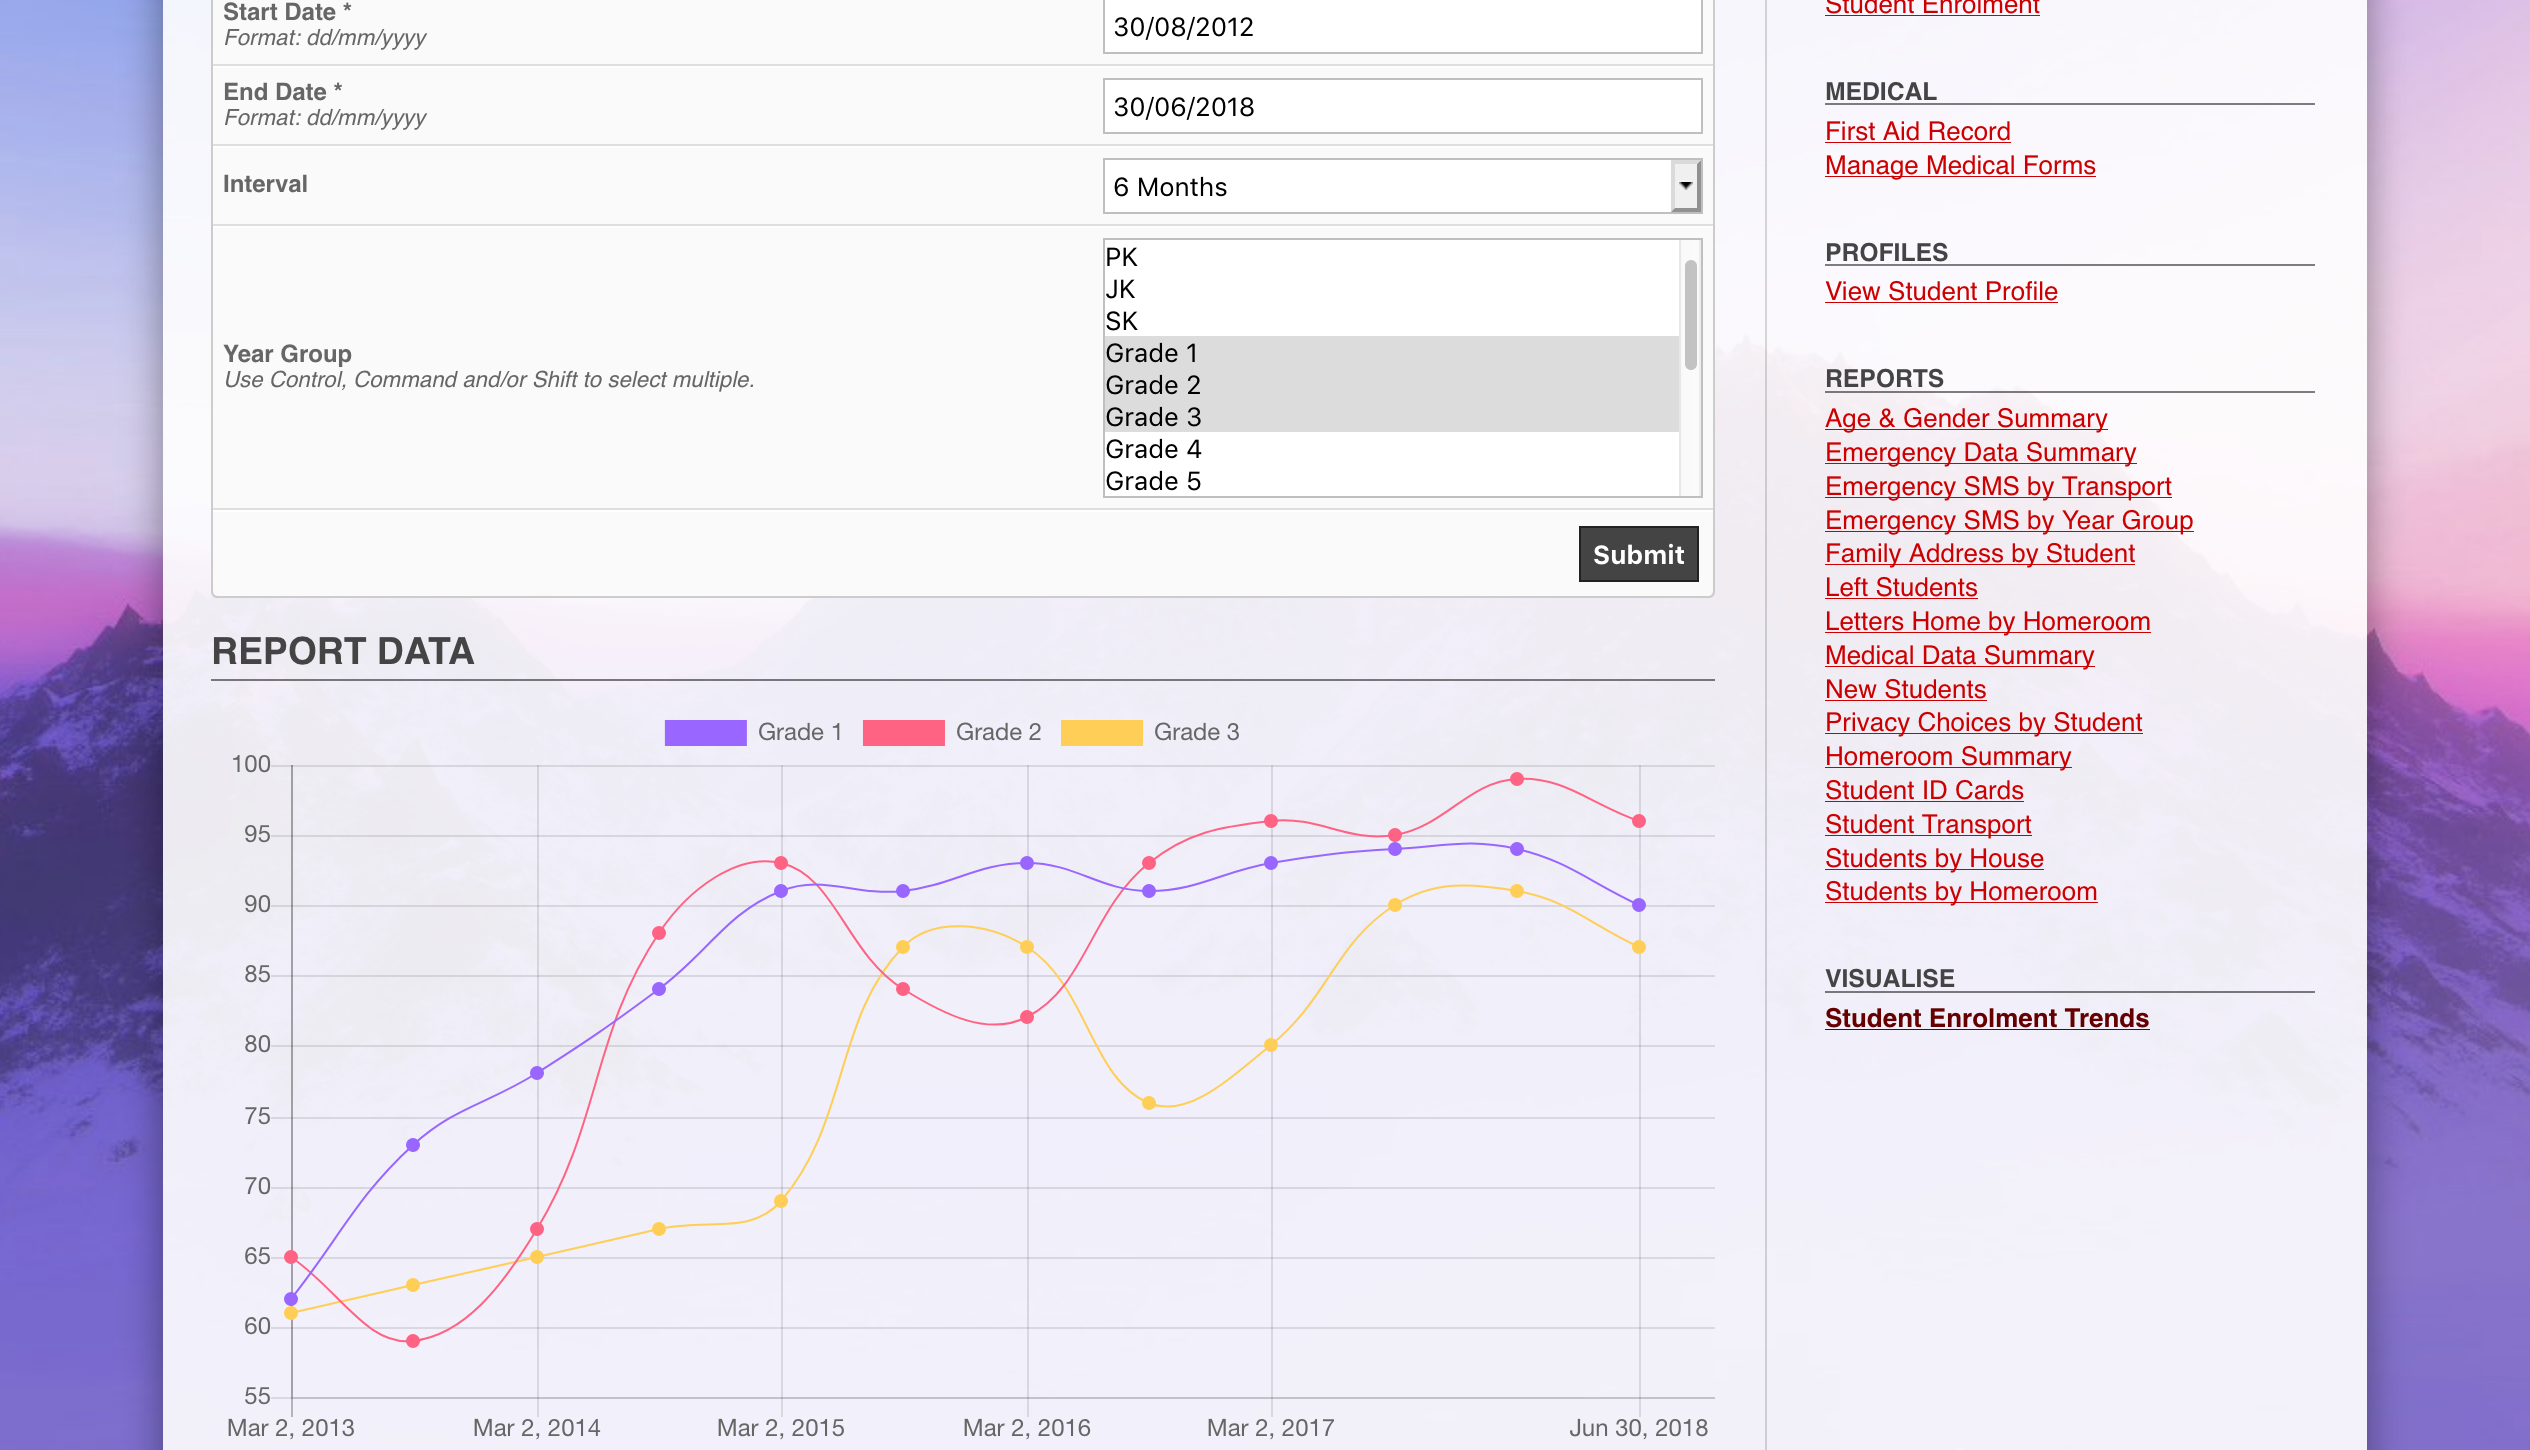 Start Date *
Format: dd/mm/yyyy
30/08/2012
End Date *
Format: dd/mm/yyyy
30/06/2018
Interval
6 Months
Year Group
Use Control, Command and/or Shift to select multiple.
PK
JK
SK
Grade 1
Grade 2
Grade 3
Grade 4
Grade 5
Submit
REPORT DATA
Grade 1 Grade 2 Grade 3
100
95
90
85
80
75
70
65
60
55
Mar 2, 2013 Mar 2, 2014 Mar 2, 2015 Mar 2, 2016 Mar 2, 2017 Jun 30, 2018
Student Enrolment
MEDICAL
First Aid Record
Manage Medical Forms
PROFILES
View Student Profile
REPORTS
Age & Gender Summary
Emergency Data Summary
Emergency SMS by Transport
Emergency SMS by Year Group
Family Address by Student
Left Students
Letters Home by Homeroom
Medical Data Summary
New Students
Privacy Choices by Student
Homeroom Summary
Student ID Cards
Student Transport
Students by House
Students by Homeroom
VISUALISE
Student Enrolment Trends